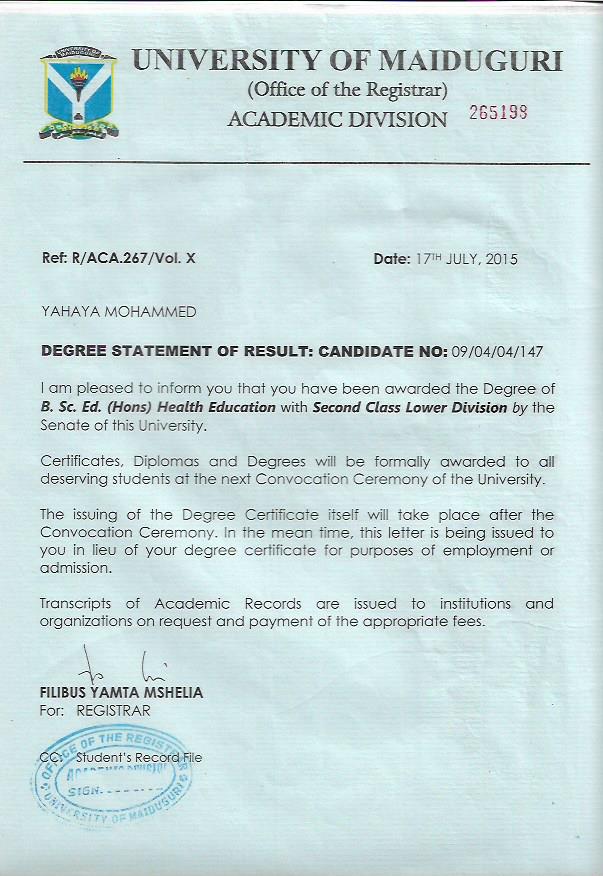 UNIVERSITY OF MAIDUGURI
UNIVERSITY OF MAIDUGURI
(Office of the Registrar)
ACADEMIC DIVISION 265198
Ref: R/ACA.267/Vol. X Date: 17TH JULY, 2015
YAHAYA MOHAMMED
DEGREE STATEMENT OF RESULT: CANDIDATE NO: 09/04/04/147
I am pleased to inform you that you have been awarded the Degree of
B. Sc. Ed. (Hons) Health Education with Second Class Lower Division by the
Senate of this University.
Certificates, Diplomas and Degrees will be formally awarded to all
deserving students at the next Convocation Ceremony of the University.
The issuing of the Degree Certificate itself will take place after the
Convocation Ceremony. In the mean time, this letter is being issued to
you in lieu of your degree certificate for purposes of employment or
admission.
Transcripts of Academic Records are issued to institutions and
organizations on request and payment of the appropriate fees.
FILIBUS YAMTA MSHELIA
For: REGISTRAR
CC: Student's Record File
OFFICE OF THE REGISTRAR
ACADEMIC DIVISION
SIGN.
UNIVERSITY OF MAIDUGURI